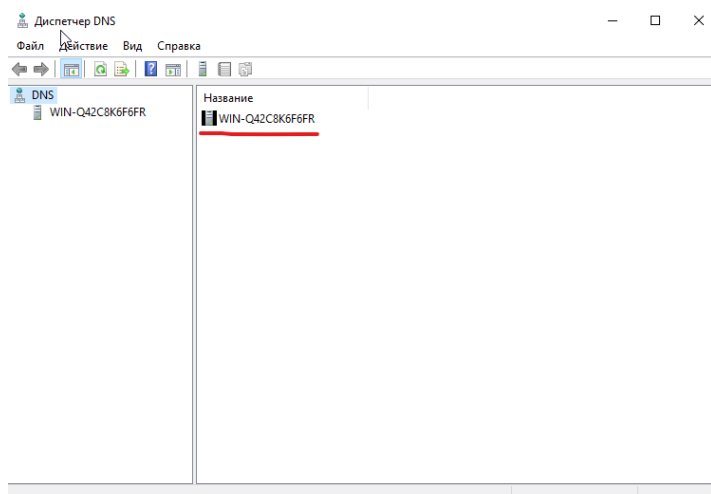 Диспетчер DNS
Файл Действие Вид Справка
DNS
WIN-Q42C8K6F6FR
Название
WIN-Q42C8K6F6FR